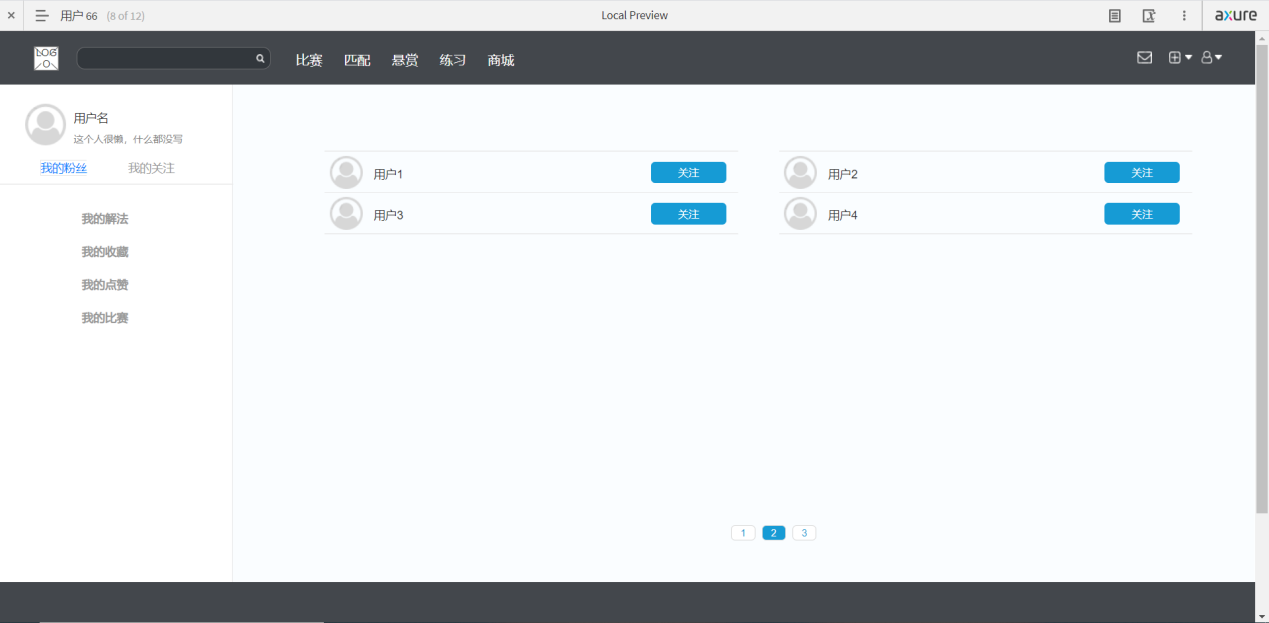 用户 66 (8 of 12) Local Preview axure
LOGO 比赛 匹配 悬赏 练习 商城
用户名
这个人很懒，什么都没写
我的粉丝 我的关注
用户1 关注 用户2 关注
用户3 关注 用户4 关注
我的解法
我的收藏
我的点赞
我的比赛
1 2 3